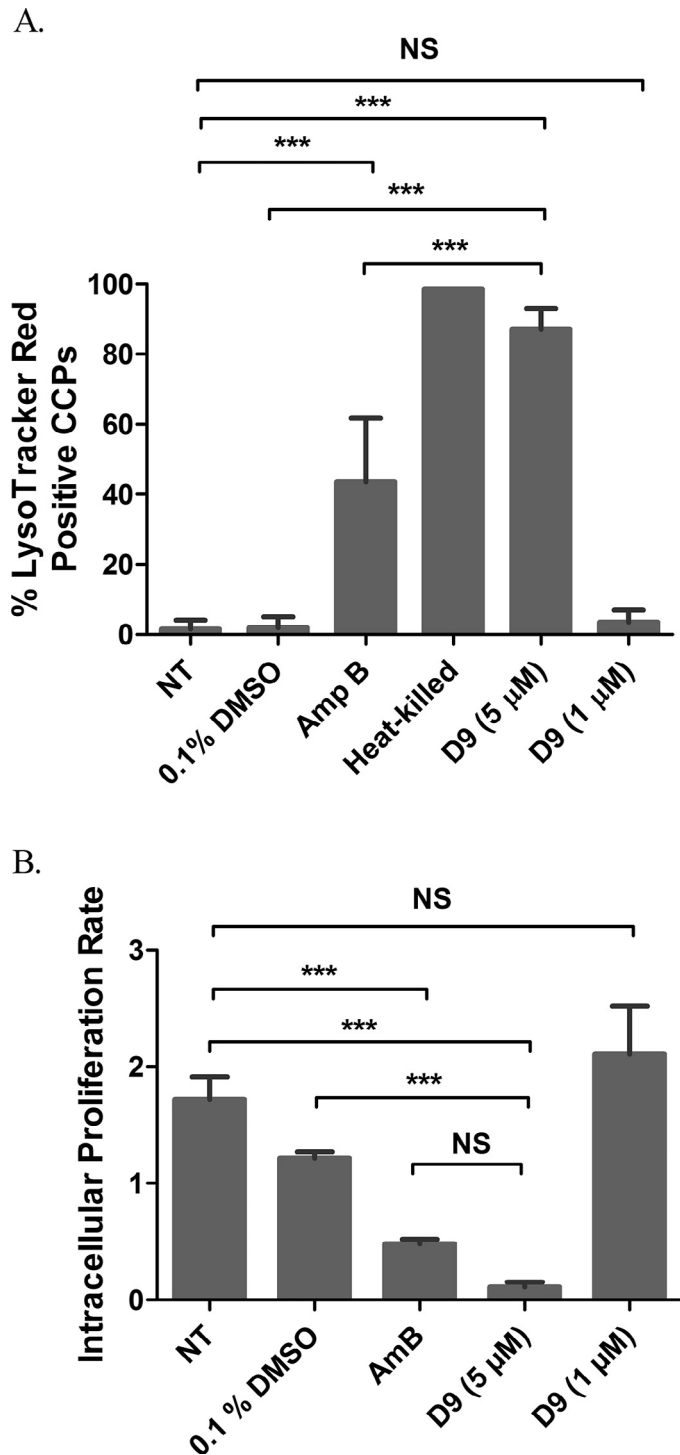 A.
NS
***
***
***
***
% LysoTracker Red
Positive CCPs
100
80
60
40
20
0
NT
0.1% DMSO
Amp B
Heat-killed
D9 (5 µM)
D9 (1 µM)
B.
NS
***
***
***
NS
Intracellular Proliferation Rate
3
2
1
0
NT
0.1 % DMSO
AmB
D9 (5 µM)
D9 (1 µM)